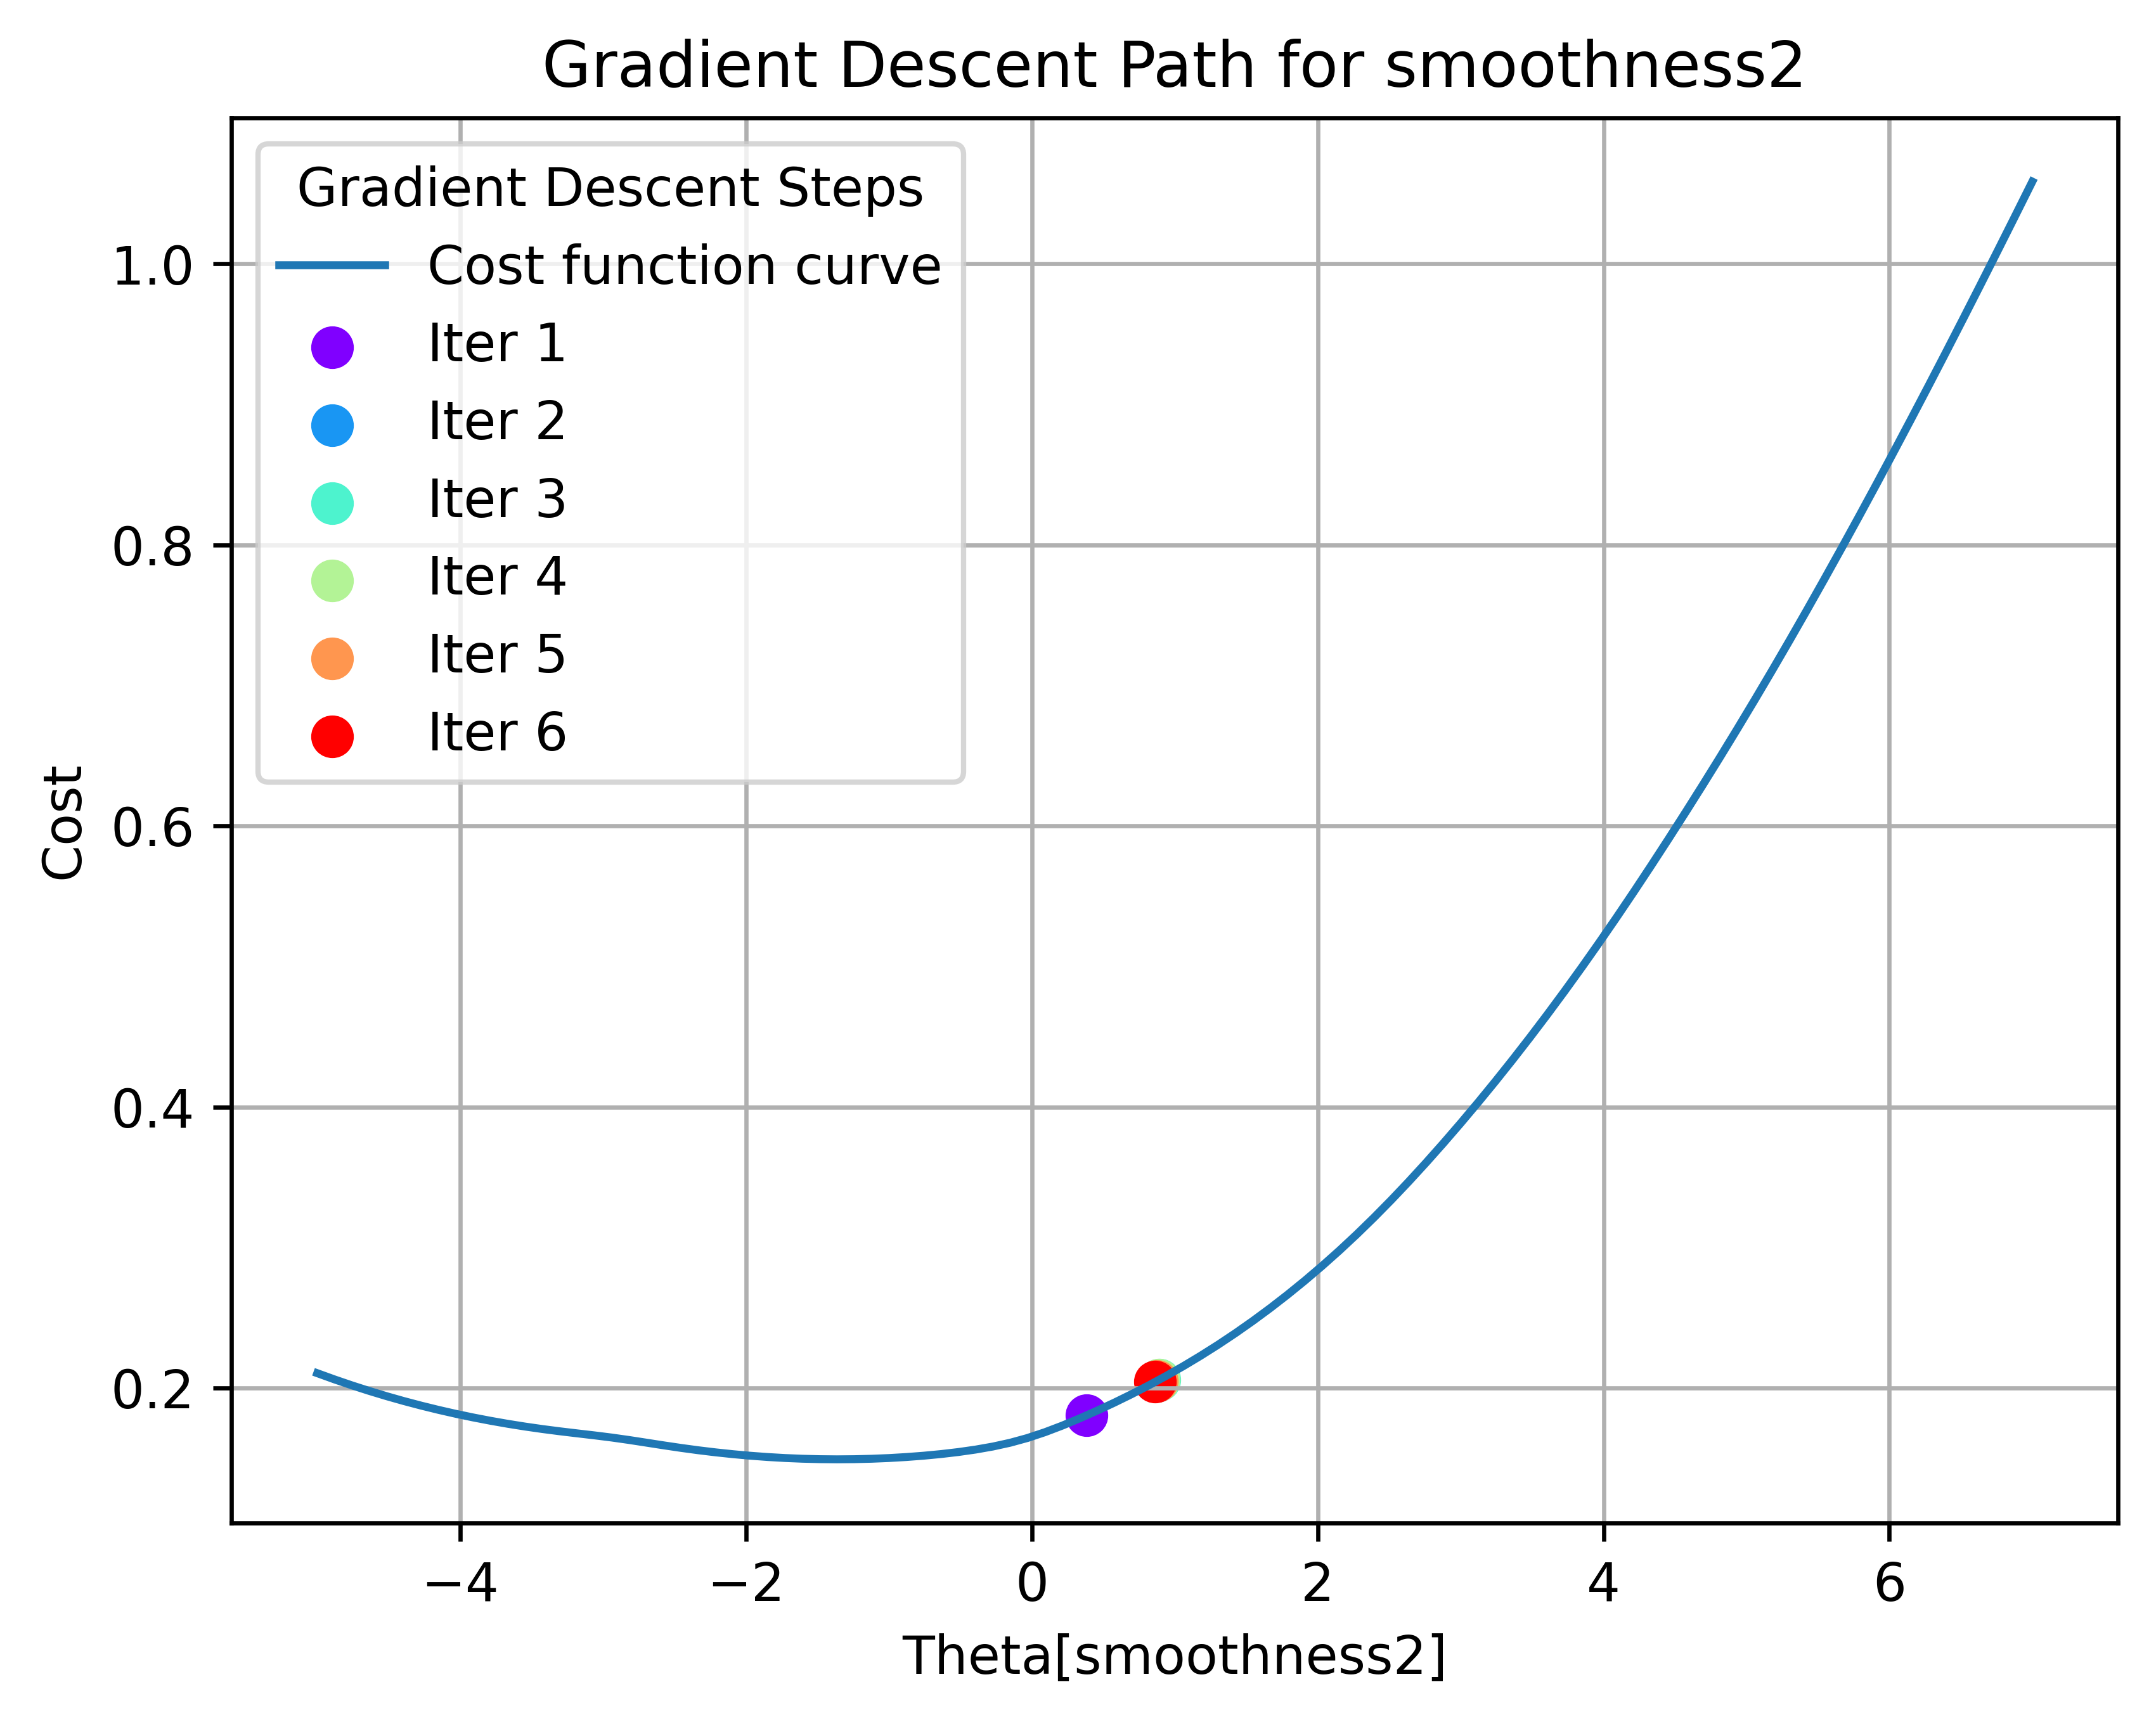 Gradient Descent Path for smoothness2
Gradient Descent Steps
Cost function curve
Iter 1
Iter 2
Iter 3
Iter 4
Iter 5
Iter 6
Cost
1.0
0.8
0.6
0.4
0.2
−4
−2
0
2
4
6
Theta[smoothness2]